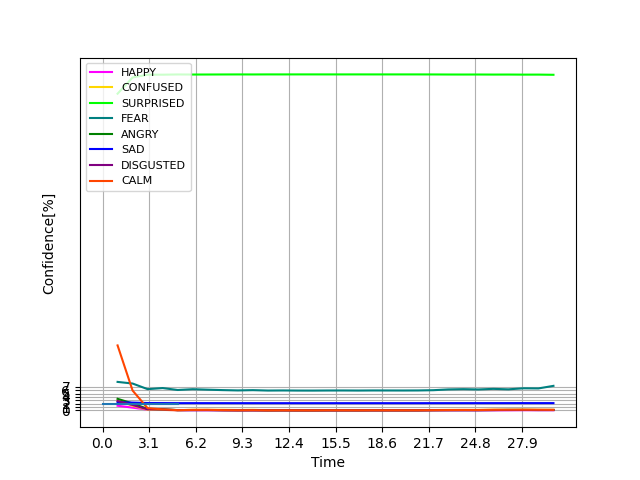 HAPPY
CONFUSED
SURPRISED
FEAR
ANGRY
SAD
DISGUSTED
CALM
Confidence[%]
7
0.0 3.1 6.2 9.3 12.4 15.5 18.6 21.7 24.8 27.9
Time